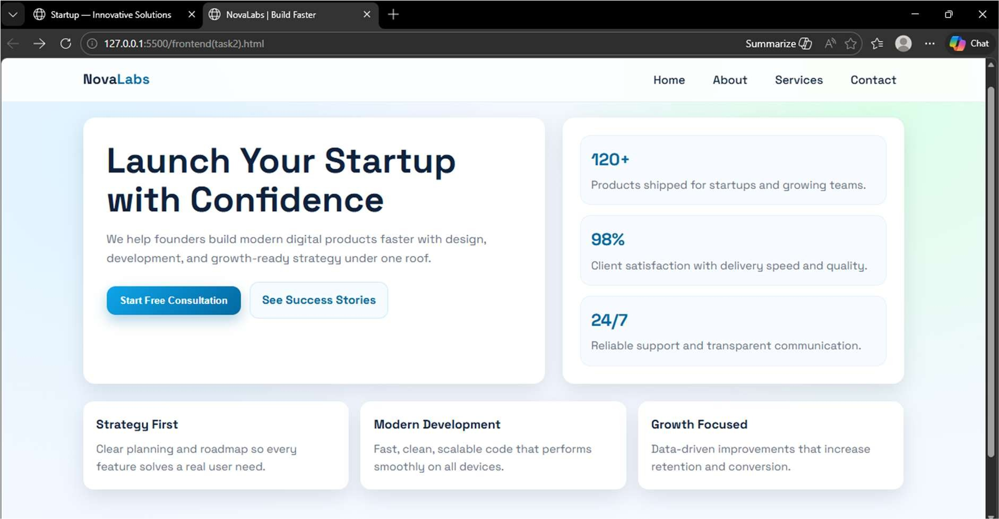 Startup — Innovative Solutions
NovaLabs | Build Faster
127.0.0.1:5500/frontend(task2).html
Summarize
Chat
NovaLabs
Home
About
Services
Contact
Launch Your Startup
with Confidence
We help founders build modern digital products faster with design,
development, and growth-ready strategy under one roof.
Start Free Consultation
See Success Stories
120+
Products shipped for startups and growing teams.
98%
Client satisfaction with delivery speed and quality.
24/7
Reliable support and transparent communication.
Strategy First
Clear planning and roadmap so every
feature solves a real user need.
Modern Development
Fast, clean, scalable code that performs
smoothly on all devices.
Growth Focused
Data-driven improvements that increase
retention and conversion.